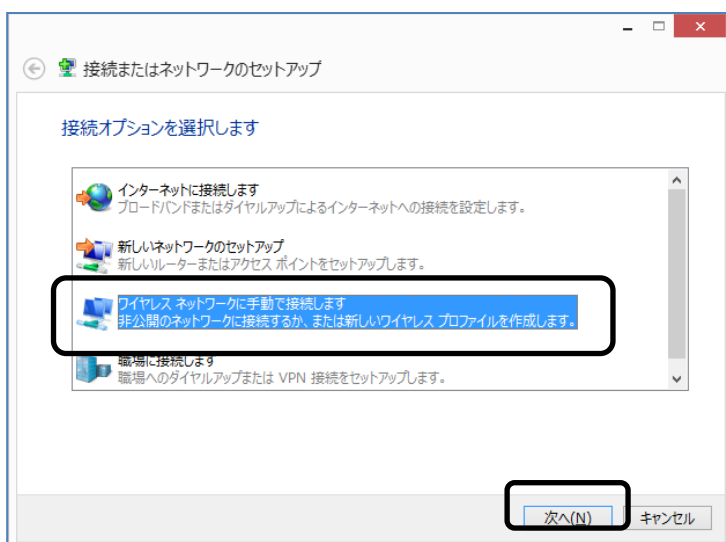 接続またはネットワークのセットアップ
接続オプションを選択します
インターネットに接続します
ブロードバンドまたはダイヤルアップによるインターネットへの接続を設定します。
新しいネットワークのセットアップ
新しいルーターまたはアクセス ポイントをセットアップします。
ワイヤレス ネットワークに手動で接続します
非公開のネットワークに接続するか、または新しいワイヤレス プロファイルを作成します。
職場に接続します
職場へのダイヤルアップまたは VPN 接続をセットアップします。
次へ(N)
キャンセル